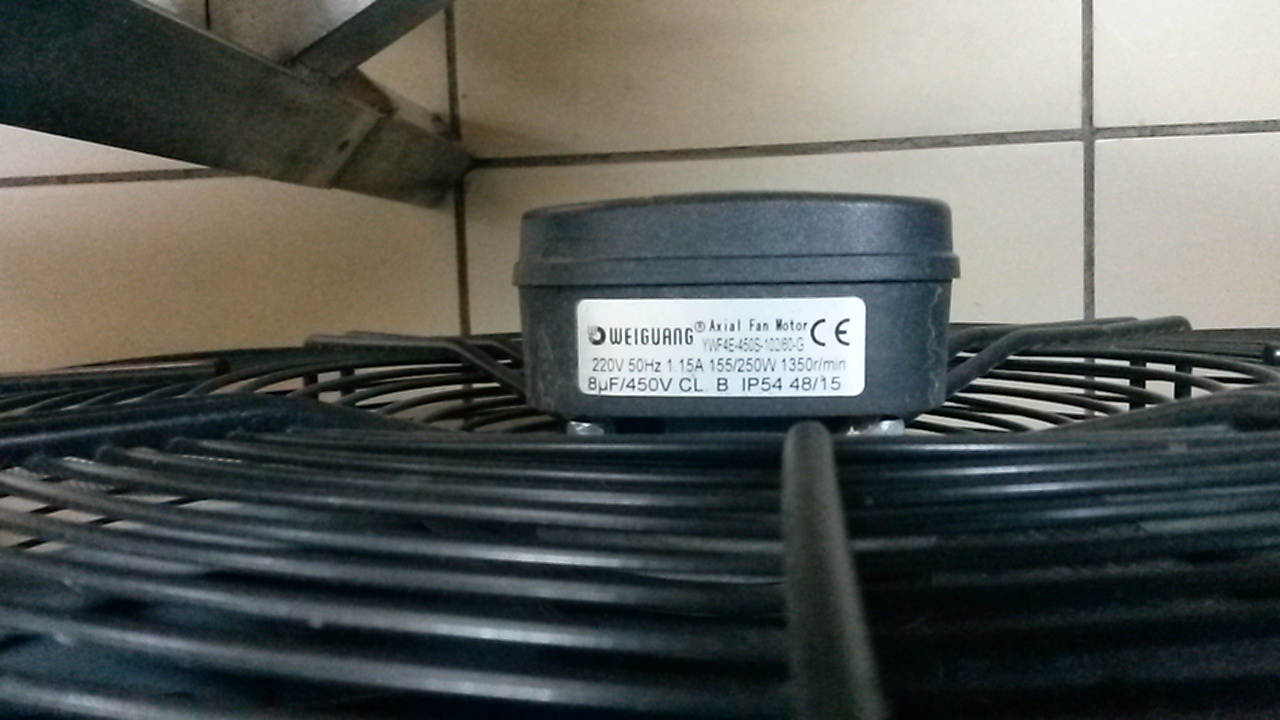 WEIGUANG® Axial Fan Motor CE
YWF4E-450S-102/60-G
220V 50Hz 1.15A 155/250W 1350r/min
8µF/450V CL. B IP54 48/15